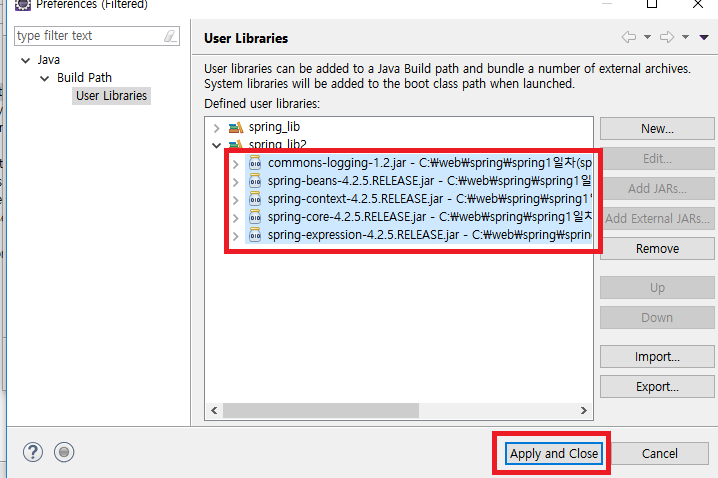 Preferences (Filtered)
type filter text
Java
Build Path
User Libraries
User Libraries
User libraries can be added to a Java Build path and bundle a number of external archives.
System libraries will be added to the boot class path when launched.
Defined user libraries:
spring_lib
spring_lib2
commons-logging-1.2.jar - C:₩web₩spring₩spring1일차(sp
spring-beans-4.2.5.RELEASE.jar - C:₩web₩spring₩spring1일
spring-context-4.2.5.RELEASE.jar - C:₩web₩spring₩spring1
spring-core-4.2.5.RELEASE.jar - C:₩web₩spring₩spring1일차
spring-expression-4.2.5.RELEASE.jar - C:₩web₩spring₩spring
New...
Edit...
Add JARs...
Add External JARs...
Remove
Up
Down
Import...
Export...
Apply and Close
Cancel